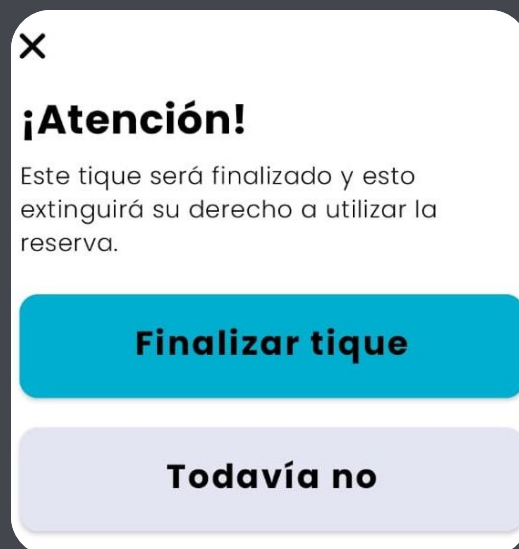 ¡Atención!
Este tique será finalizado y esto
extinguirá su derecho a utilizar la
reserva.
Finalizar tique
Todavía no